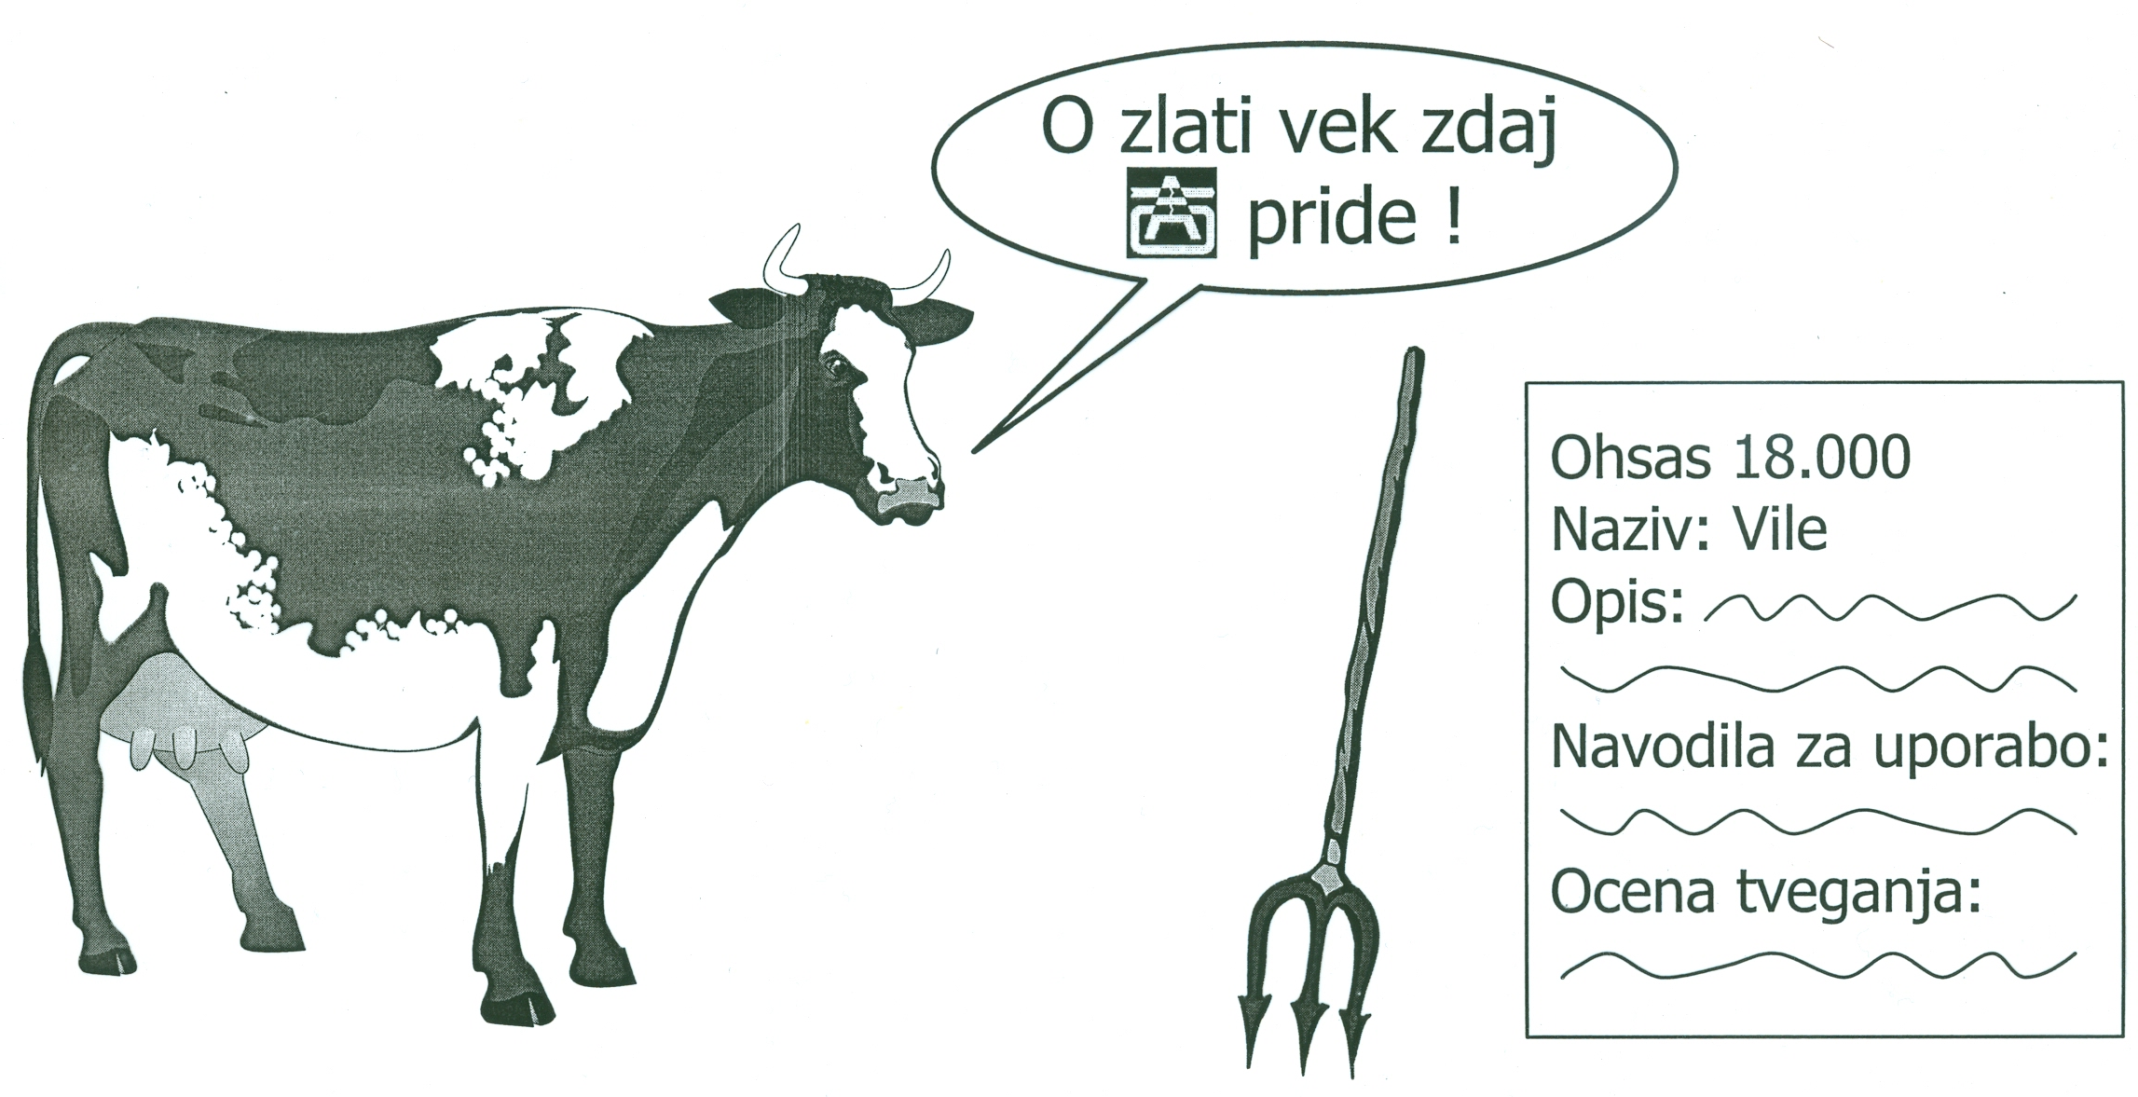 O zlati vek zdaj
pride !
Ohsas 18.000
Naziv: Vile
Opis:
Navodila za uporabo:
Ocena tveganja: